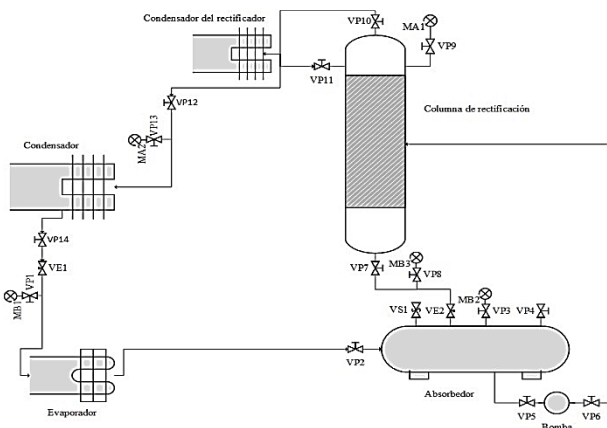 Condensador del rectificador
VP10
MA1
VP9
VP11
VP12
Columna de rectificación
VP13
MA2
Condensador
VP14
VE1
VP1
MB1
VP7
MB3
VP8
MB2
VS1
VE2
VP3
VP4
VP2
Evaporador
Absorbedor
VP5
VP6
Bomba